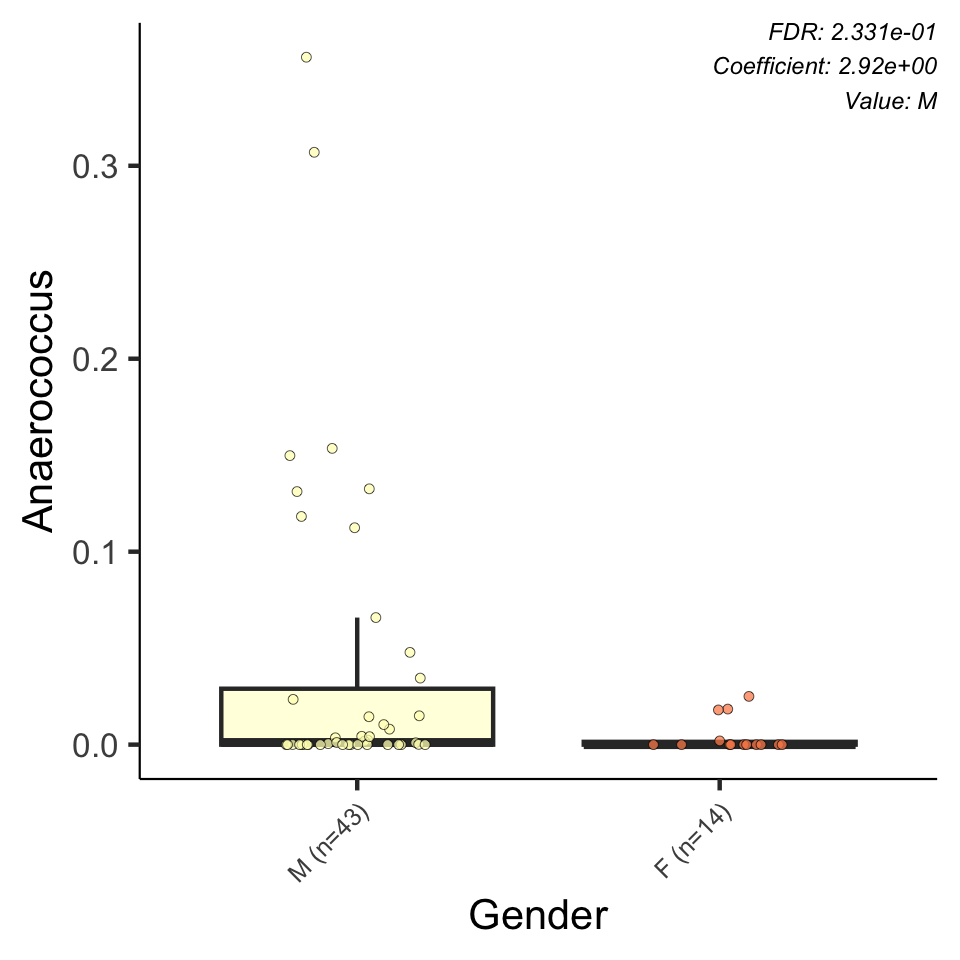 FDR: 2.331e-01
Coefficient: 2.92e+00
Value: M
Anaerococcus
0.3
0.2
0.1
0.0
M (n=43)
F (n=14)
Gender